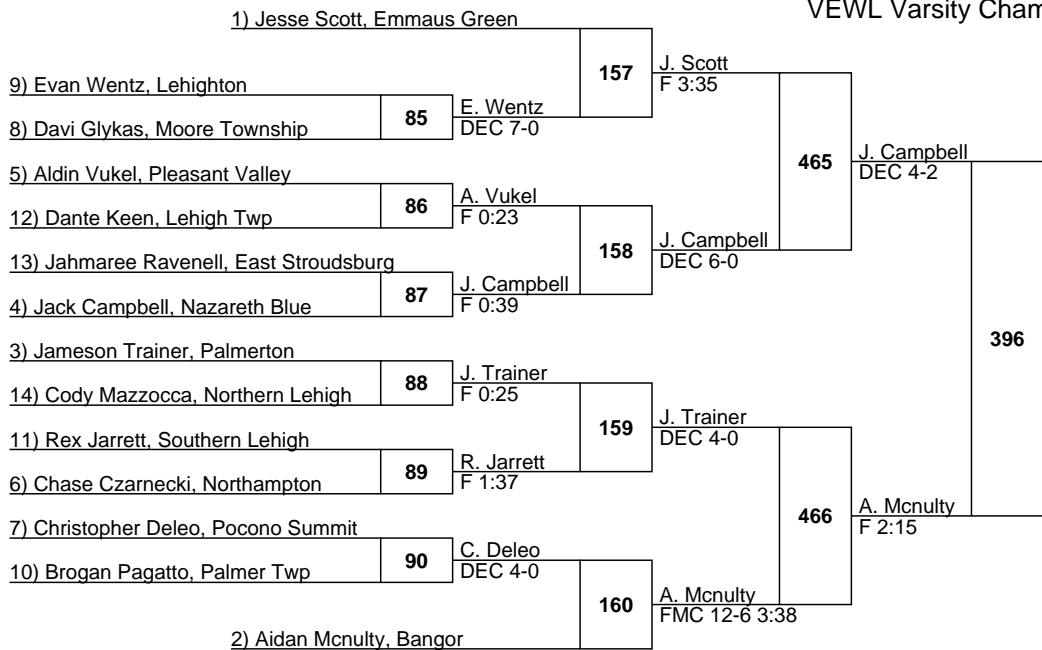 VEWL Varsity Cham
1) Jesse Scott, Emmaus Green
157
J. Scott
F 3:35
9) Evan Wentz, Lehighton
85
E. Wentz
DEC 7-0
8) Davi Glykas, Moore Township
465
J. Campbell
DEC 4-2
5) Aldin Vukel, Pleasant Valley
86
A. Vukel
F 0:23
12) Dante Keen, Lehigh Twp
158
J. Campbell
DEC 6-0
13) Jahmaree Ravenell, East Stroudsburg
87
J. Campbell
F 0:39
4) Jack Campbell, Nazareth Blue
396
3) Jameson Trainer, Palmerton
88
J. Trainer
F 0:25
14) Cody Mazzocca, Northern Lehigh
159
J. Trainer
DEC 4-0
11) Rex Jarrett, Southern Lehigh
89
R. Jarrett
F 1:37
6) Chase Czarnecki, Northampton
466
A. Mcnulty
F 2:15
7) Christopher Deleo, Pocono Summit
90
C. Deleo
DEC 4-0
10) Brogan Pagatto, Palmer Twp
160
A. Mcnulty
FMC 12-6 3:38
2) Aidan Mcnulty, Bangor